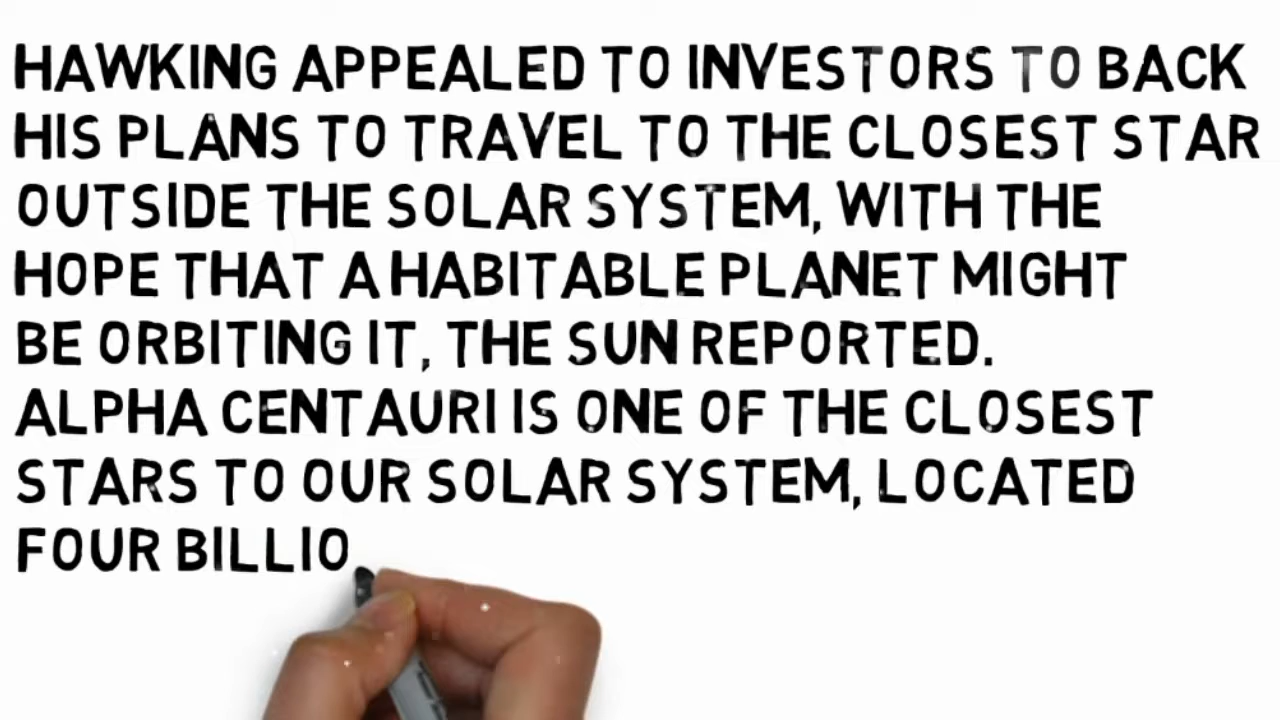 HAWKING APPEALED TO INVESTORS TO BACK
HIS PLANS TO TRAVEL TO THE CLOSEST STAR
OUTSIDE THE SOLAR SYSTEM, WITH THE
HOPE THAT A HABITABLE PLANET MIGHT
BE ORBITING IT, THE SUN REPORTED.
ALPHA CENTAURI IS ONE OF THE CLOSEST
STARS TO OUR SOLAR SYSTEM, LOCATED
FOUR BILLIO